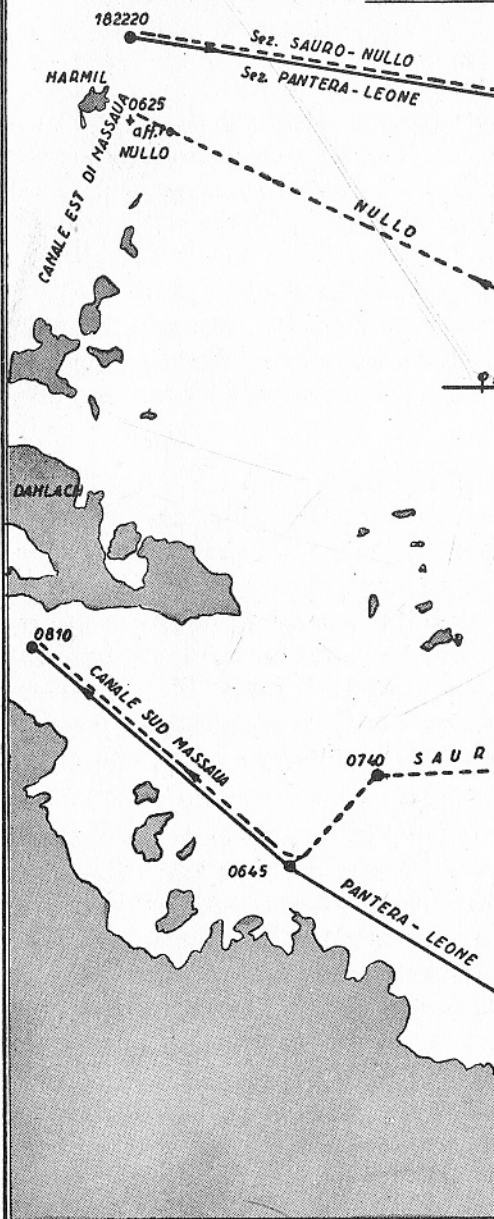 182220
Sez. SAURO-NULLO
Sez. PANTERA-LEONE
HARMIL
0625
aff.to
NULLO
CANALE EST DI MASSAUA
NULLO
DAHLACH
0810
CANALE SUD MASSAUA
0740
SAUR
0645
PANTERA-LEONE